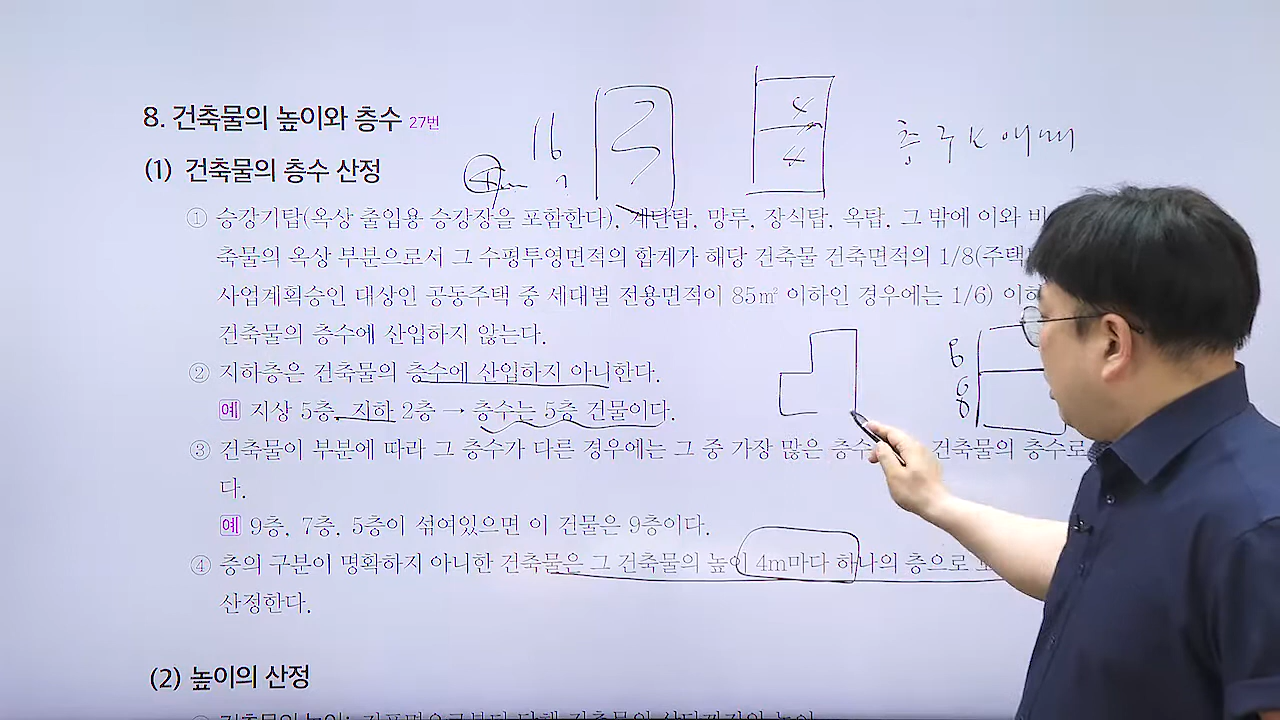 8. 건축물의 높이와 층수 27번
(1) 건축물의 층수 산정
① 승강기탑(옥상 출입용 승강장을 포함한다), 계단탑, 망루, 장식탑, 옥탑, 그 밖에 이와 비
축물의 옥상 부분으로서 그 수평투영면적의 합계가 해당 건축물 건축면적의 1/8(주택
사업계획승인 대상인 공동주택 중 세대별 전용면적이 85㎡ 이하인 경우에는 1/6) 이하
건축물의 층수에 산입하지 않는다.
② 지하층은 건축물의 층수에 산입하지 아니한다.
예 지상 5층, 지하 2층 → 층수는 5층 건물이다.
③ 건축물이 부분에 따라 그 층수가 다른 경우에는 그 중 가장 많은 층수 건축물의 층수로
다.
예 9층, 7층, 5층이 섞여있으면 이 건물은 9층이다.
④ 층의 구분이 명확하지 아니한 건축물은 그 건축물의 높이 4m마다 하나의 층으로
산정한다.
(2) 높이의 산정
16
4
4